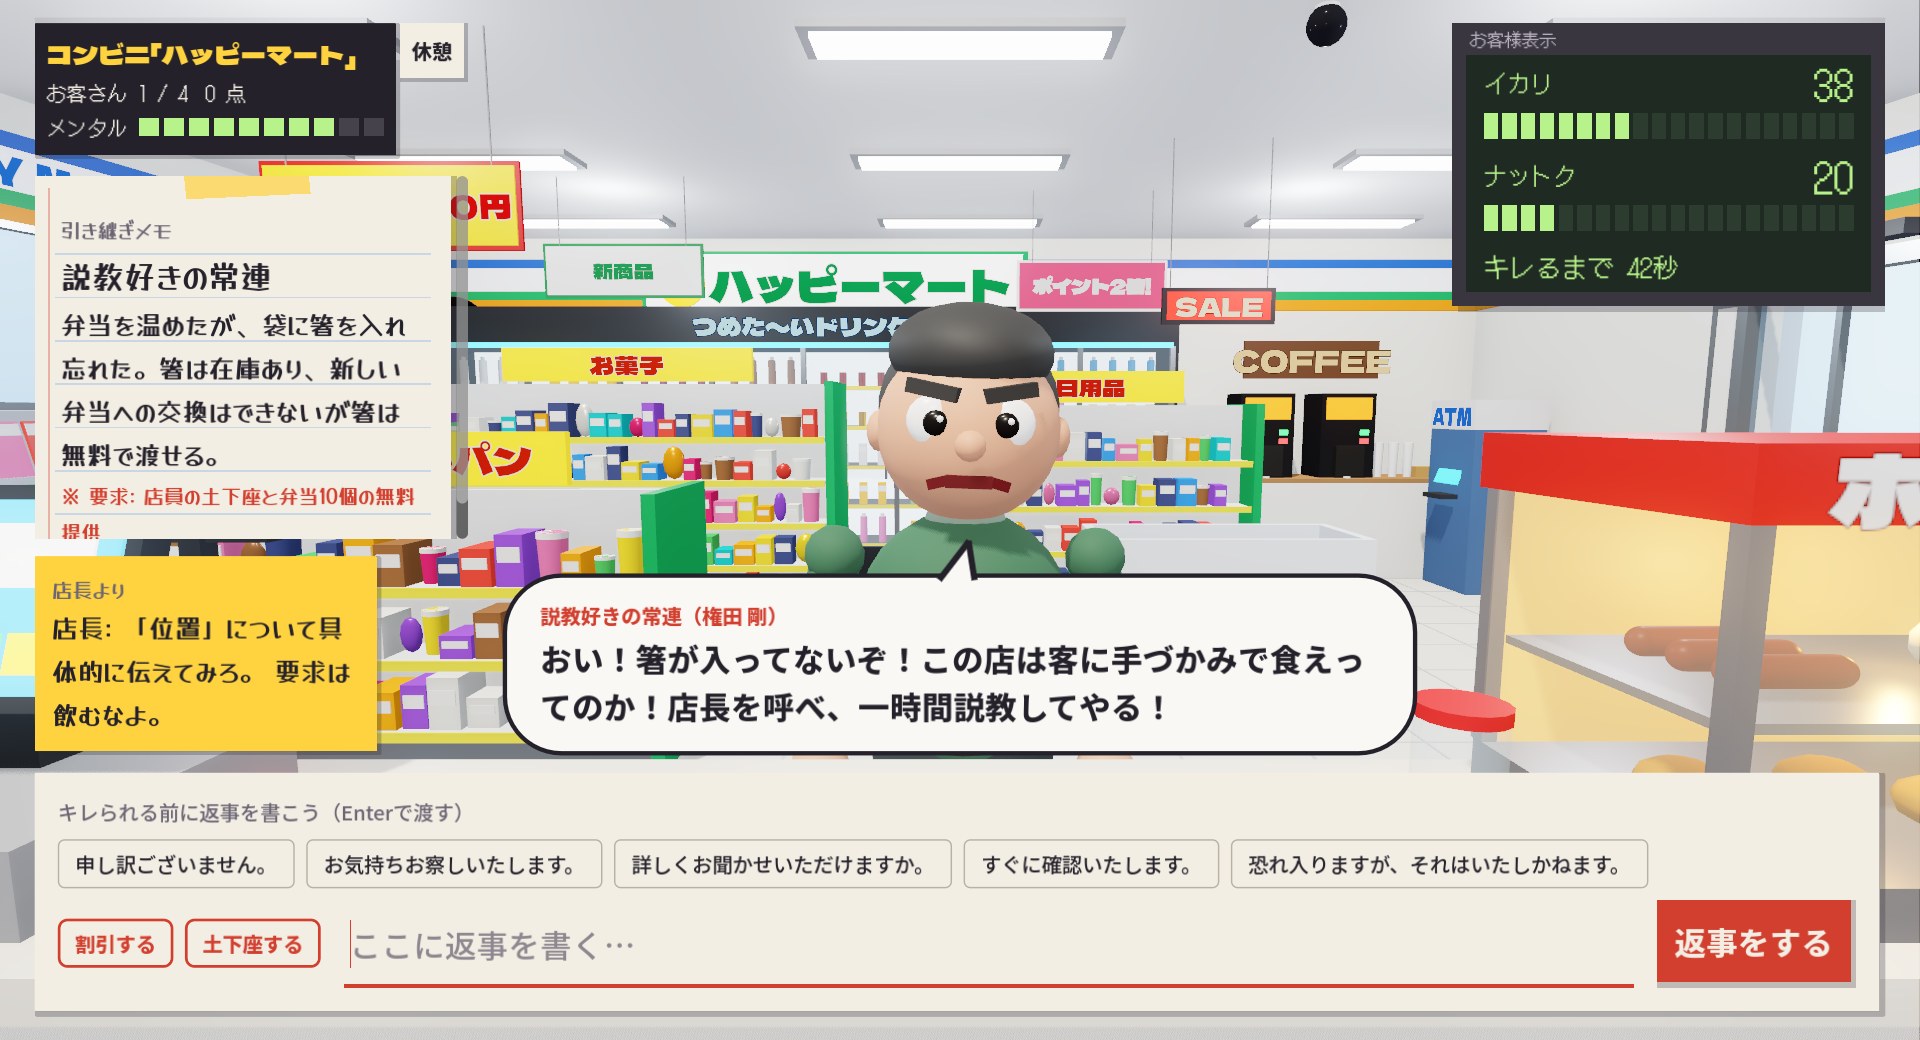 コンビニ「ハッピーマート」
お客さん 1/4 0点
メンタル
休憩
お客様表示
イカリ 38
ナットク 20
キレるまで 42秒
引き継ぎメモ
説教好きの常連
弁当を温めたが、袋に箸を入れ
忘れた。箸は在庫あり、新しい
弁当への交換はできないが箸は
無料で渡せる。
※ 要求: 店員の土下座と弁当10個の無料
提供
0円
新商品
ハッピーマート
ポイント2倍!
SALE
つめた〜いドリンク
お菓子
日用品
COFFEE
パン
ATM
ホ
店長より
店長: 「位置」について具
体的に伝えてみろ。 要求は
飲むなよ。
説教好きの常連（権田 剛）
おい！箸が入ってないぞ！この店は客に手づかみで食えっ
てのか！店長を呼べ、一時間説教してやる！
キレられる前に返事を書こう（Enterで渡す）
申し訳ございません。
お気持ちお察しいたします。
詳しくお聞かせいただけますか。
すぐに確認いたします。
恐れ入りますが、それはいたしかねます。
割引する
土下座する
ここに返事を書く…
返事をする